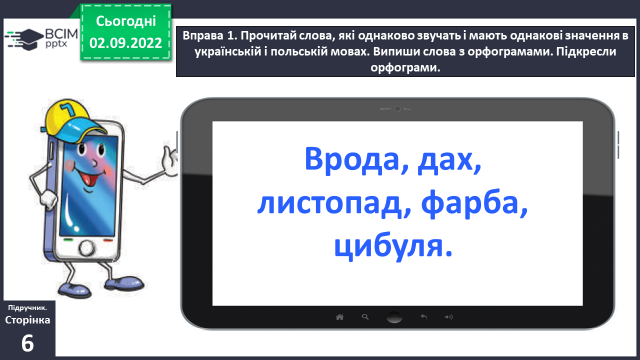 ВСІМ
pptx
Сьогодні
02.09.2022
Вправа 1. Прочитай слова, які однаково звучать і мають однакові значення в
українській і польській мовах. Випиши слова з орфограмами. Підкресли
орфограми.
7
Врода, дах,
листопад, фарба,
цибуля.
Підручник.
Сторінка
6